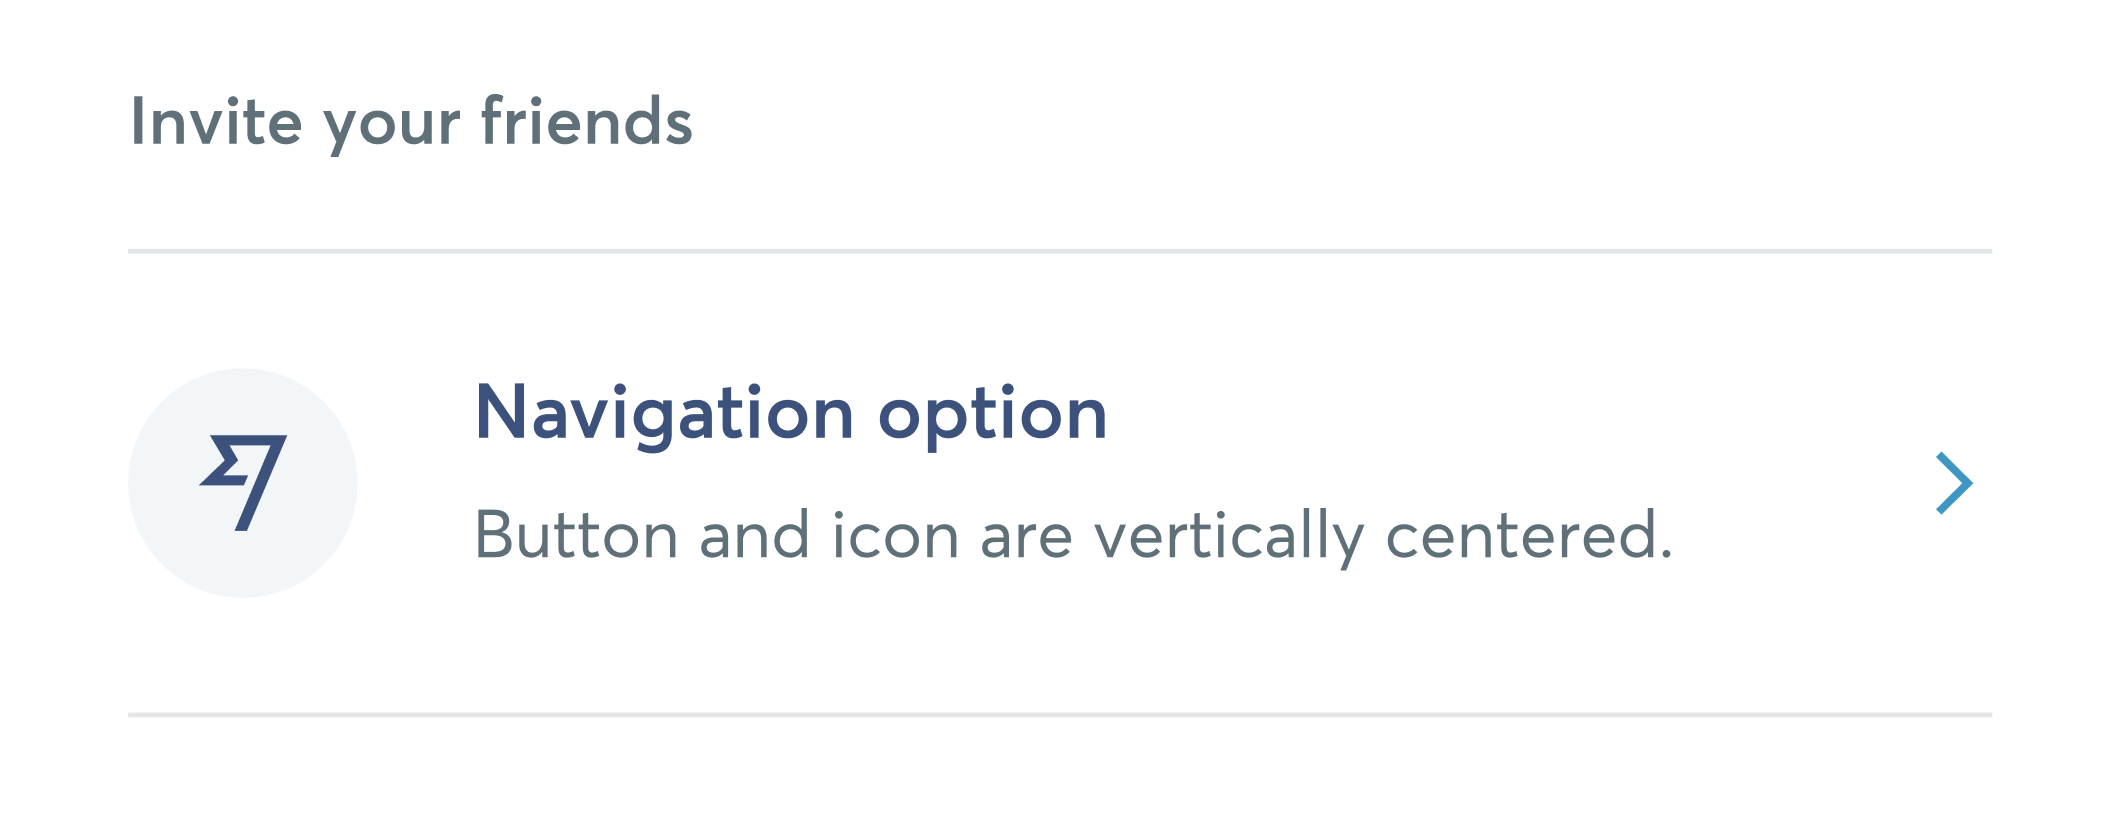 Invite your friends
Navigation option
Button and icon are vertically centered.